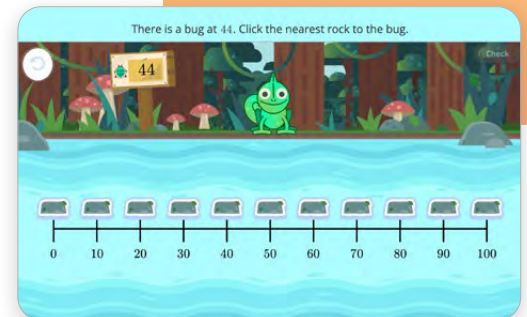 There is a bug at 44. Click the nearest rock to the bug.
Check
44
0 10 20 30 40 50 60 70 80 90 100